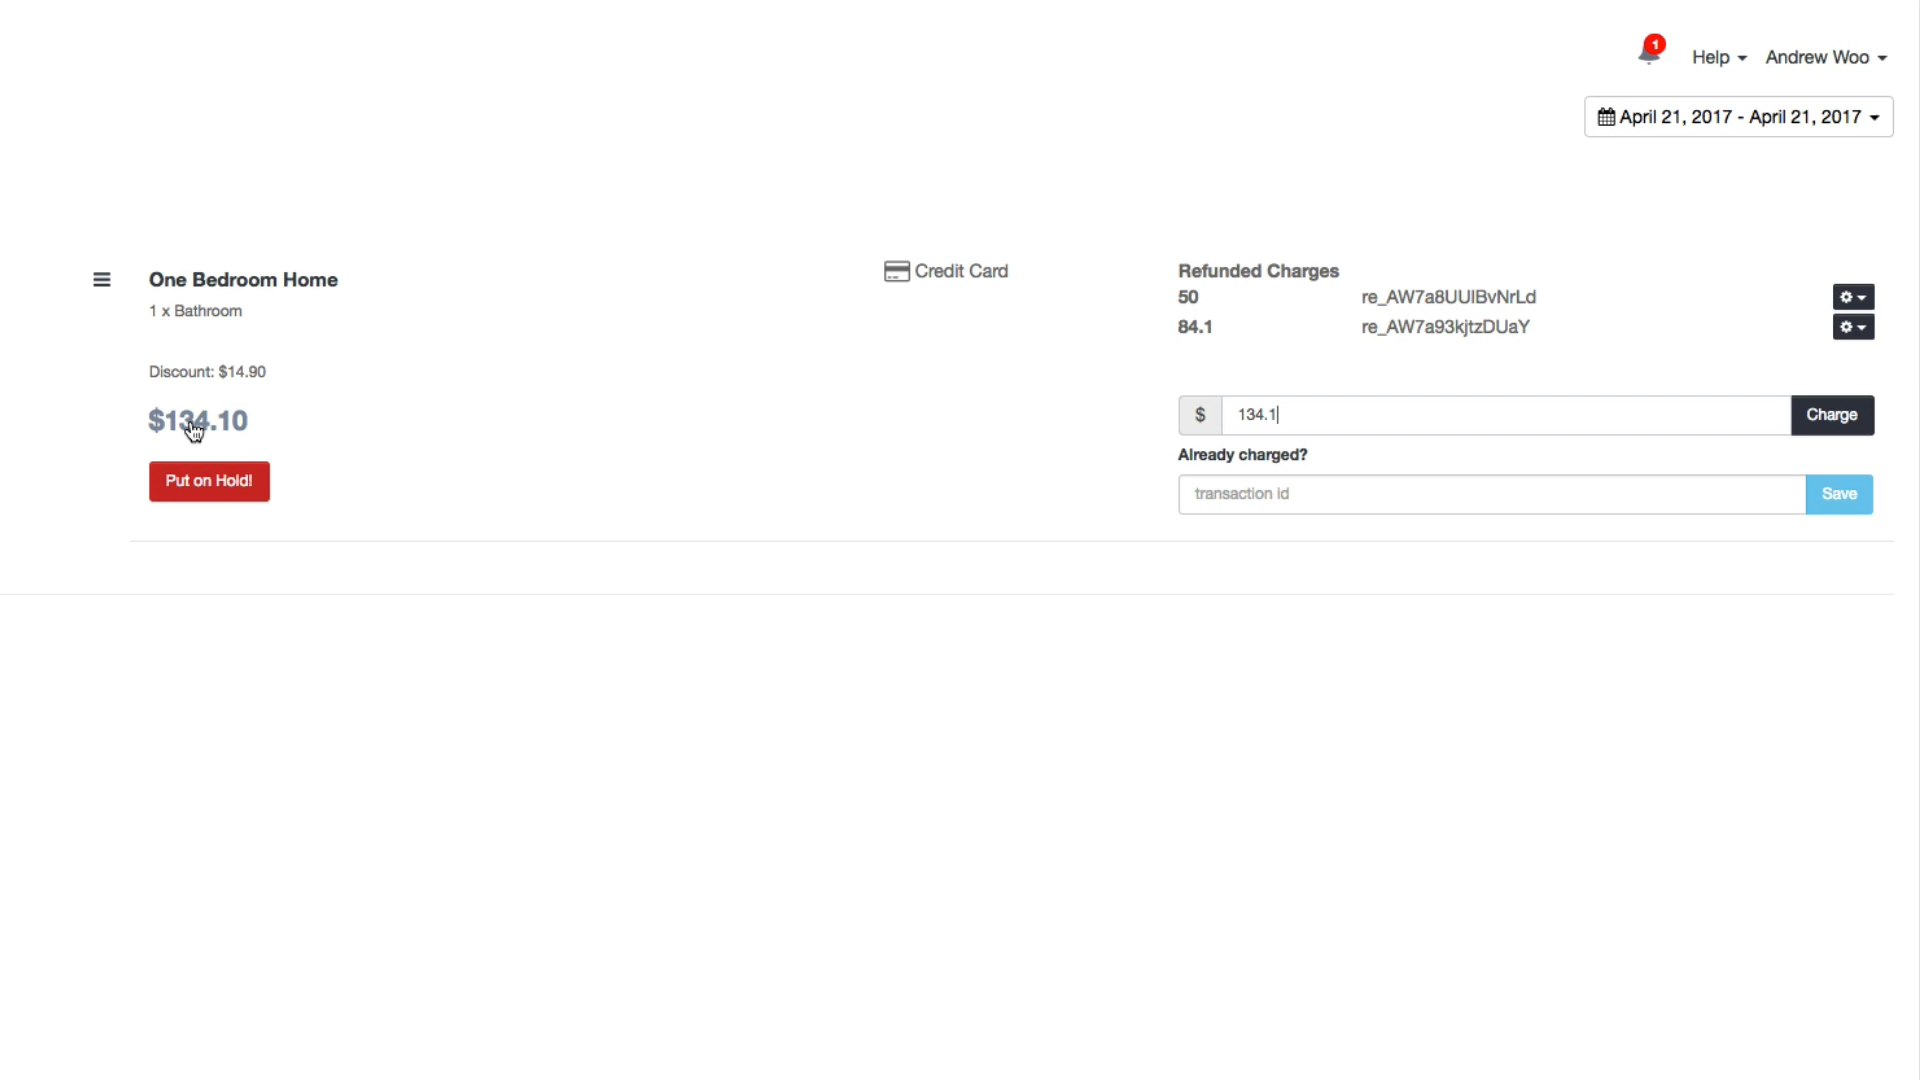 1
Help
Andrew Woo
April 21, 2017 - April 21, 2017
One Bedroom Home
1 x Bathroom
Discount: $14.90
$134.10
Put on Hold!
Credit Card
Refunded Charges
50 re_AW7a8UUlBvNrLd
84.1 re_AW7a93kjtzDUaY
$ 134.1 Charge
Already charged?
transaction id Save